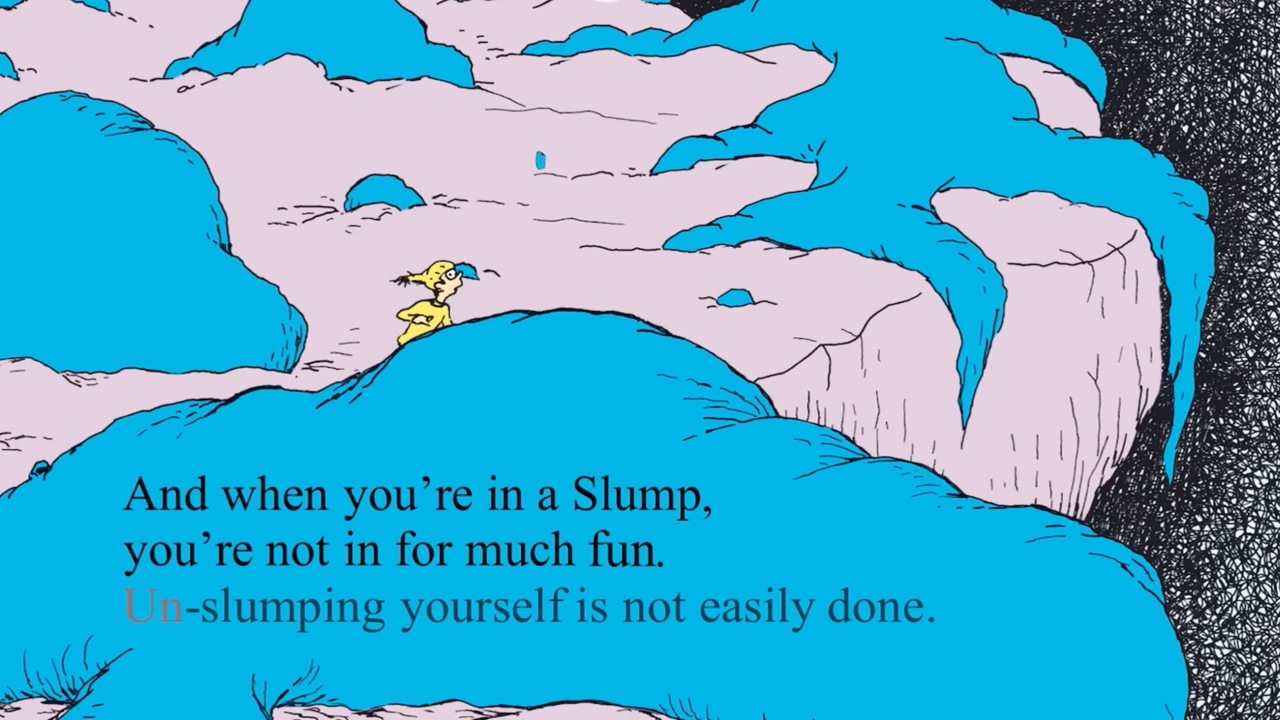 And when you’re in a Slump,
you’re not in for much fun.
Un-slumping yourself is not easily done.